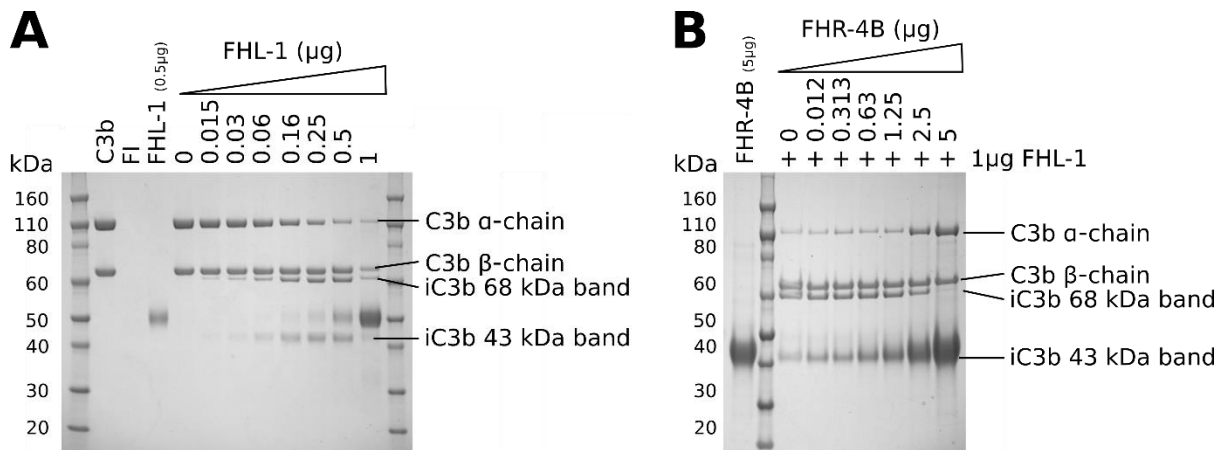 A
FHL-1 (µg)
C3b
FI
FHL-1 (0.5µg)
0
0.015
0.03
0.06
0.16
0.25
0.5
1
kDa
160
110
80
60
50
40
30
20
C3b α-chain
C3b β-chain
iC3b 68 kDa band
iC3b 43 kDa band
B
FHR-4B (µg)
FHR-4B (5µg)
0
0.012
0.313
0.63
1.25
2.5
5
+ + + + + + + 1µg FHL-1
kDa
160
110
80
60
50
40
30
20
C3b α-chain
C3b β-chain
iC3b 68 kDa band
iC3b 43 kDa band